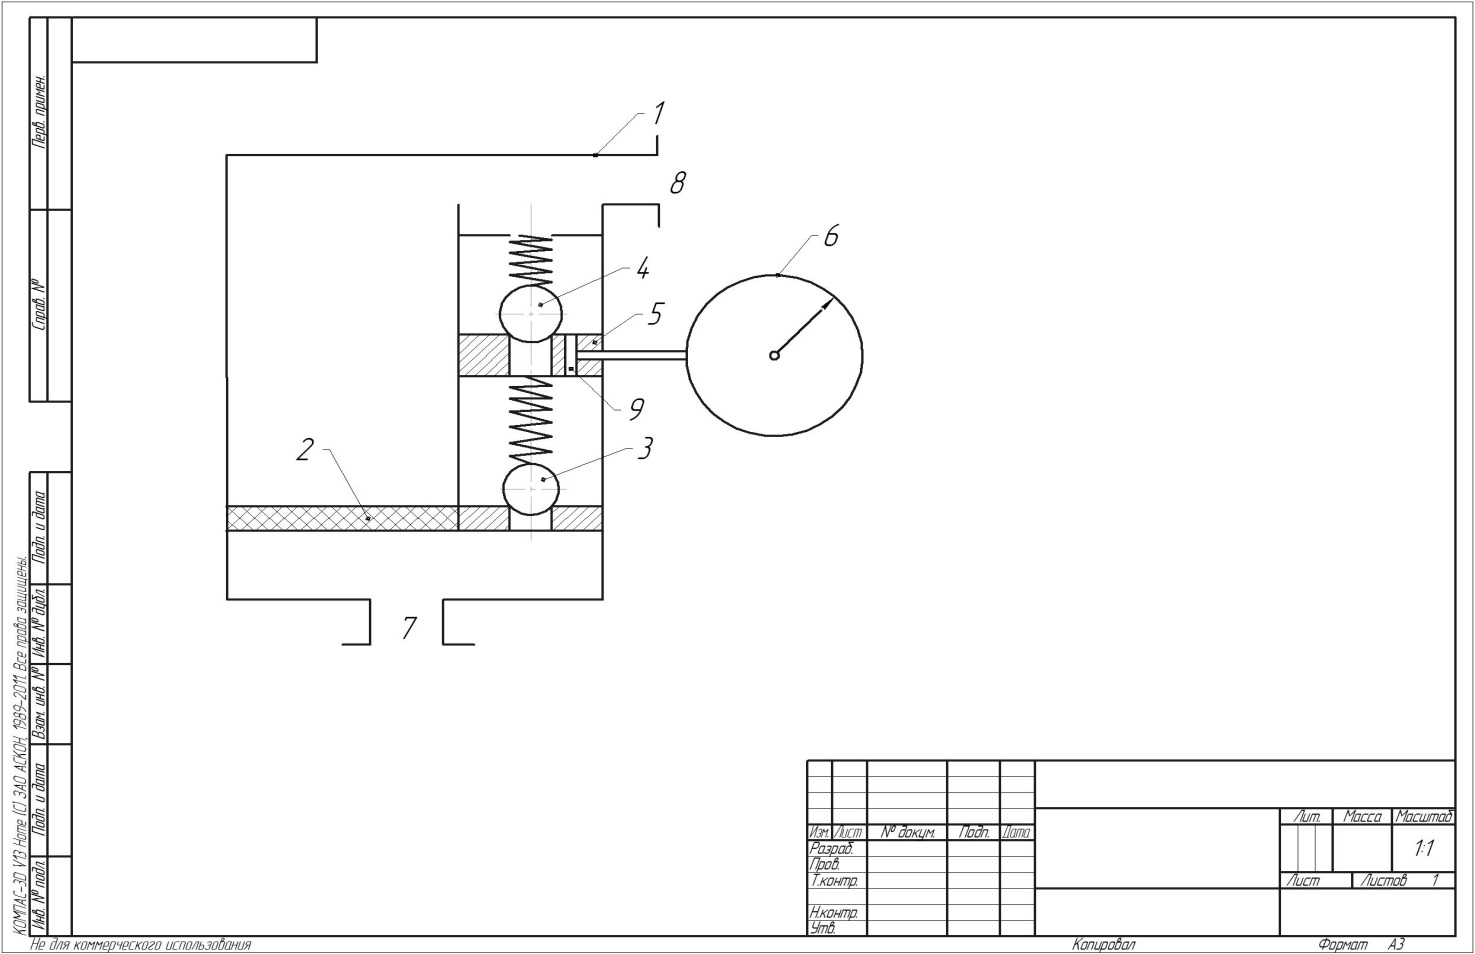 Перв. примен.
Справ. №
Подп. и дата
Инв. № дубл.
Взам. инв. №
Подп. и дата
Инв. № подл.
КОМПАС-3D V13 Home (C) ЗАО АСКОН, 1989-2011. Все права защищены.
1
8
6
4
5
9
2
3
7
Изм. Лист № докум. Подп. Дата
Разраб.
Пров.
Т.контр.
Н.контр.
Утв.
Лит. Масса Масштаб
1:1
Лист Листов 1
Не для коммерческого использования
Копировал
Формат A3